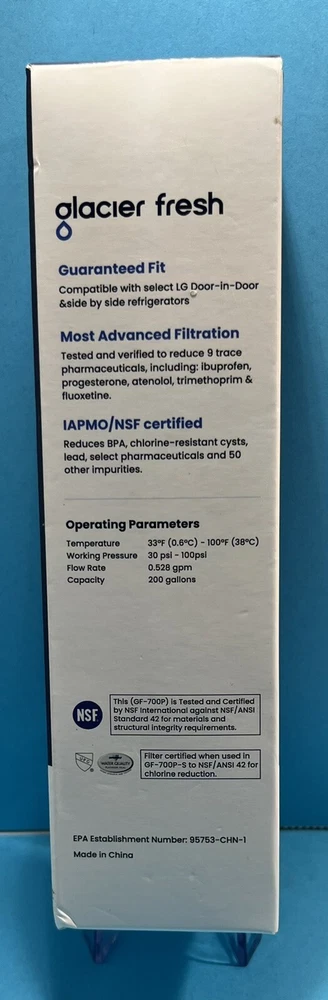 glacier fresh
Guaranteed Fit
Compatible with select LG Door-in-Door
&side by side refrigerators
Most Advanced Filtration
Tested and verified to reduce 9 trace
pharmaceuticals, including: ibuprofen,
progesterone, atenolol, trimethoprim &
fluoxetine.
IAPMO/NSF certified
Reduces BPA, chlorine-resistant cysts,
lead, select pharmaceuticals and 50
other impurities.
Operating Parameters
Temperature 33°F (0.6°C) - 100°F (38°C)
Working Pressure 30 psi - 100psi
Flow Rate 0.528 gpm
Capacity 200 gallons
NSF
This (GF-700P) is Tested and Certified
by NSF International against NSF/ANSI
Standard 42 for materials and
structural integrity requirements.
WATER QUALITY
Filter certified when used in
GF-700P-S to NSF/ANSI 42 for
chlorine reduction.
EPA Establishment Number: 95753-CHN-1
Made in China